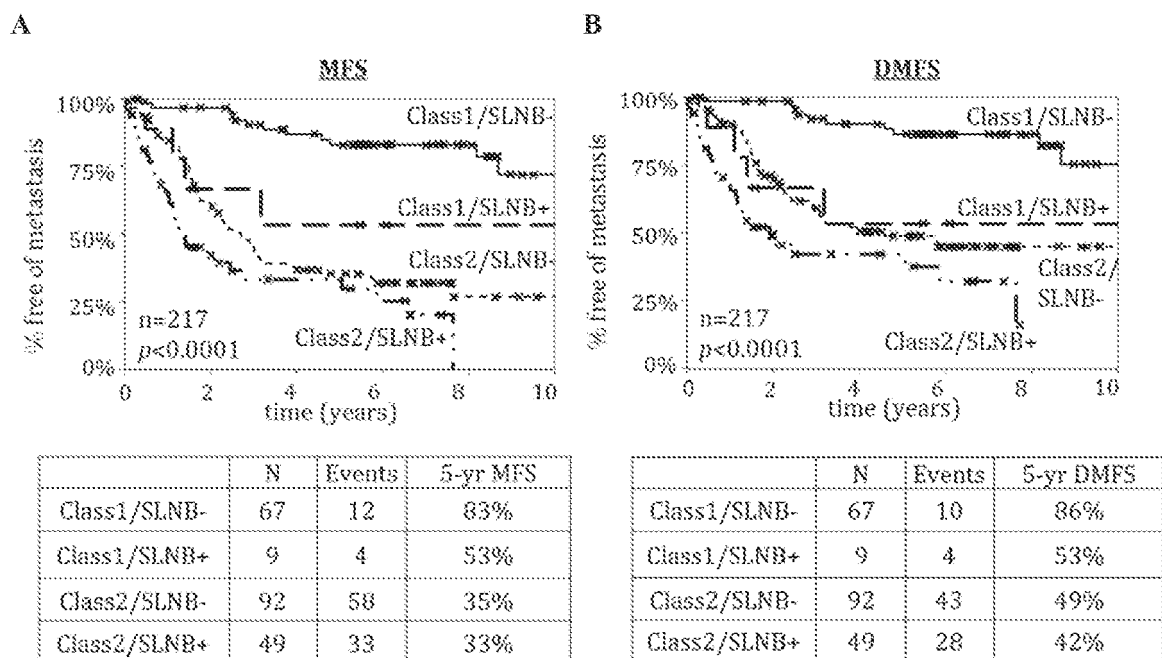 A
MFS
100%
75%
50%
25%
0%
% free of metastasis
Class1/SLNB-
Class1/SLNB+
Class2/SLNB-
Class2/SLNB+
n=217
p<0.0001
0 2 4 6 8 10
time (years)
N Events 5-yr MFS
Class1/SLNB- 67 12 83%
Class1/SLNB+ 9 4 53%
Class2/SLNB- 92 58 35%
Class2/SLNB+ 49 33 33%
B
DMFS
100%
75%
50%
25%
0%
% free of metastasis
Class1/SLNB-
Class1/SLNB+
Class2/
SLNB-
Class2/SLNB+
n=217
p<0.0001
0 2 4 6 8 10
time (years)
N Events 5-yr DMFS
Class1/SLNB- 67 10 86%
Class1/SLNB+ 9 4 53%
Class2/SLNB- 92 43 49%
Class2/SLNB+ 49 28 42%